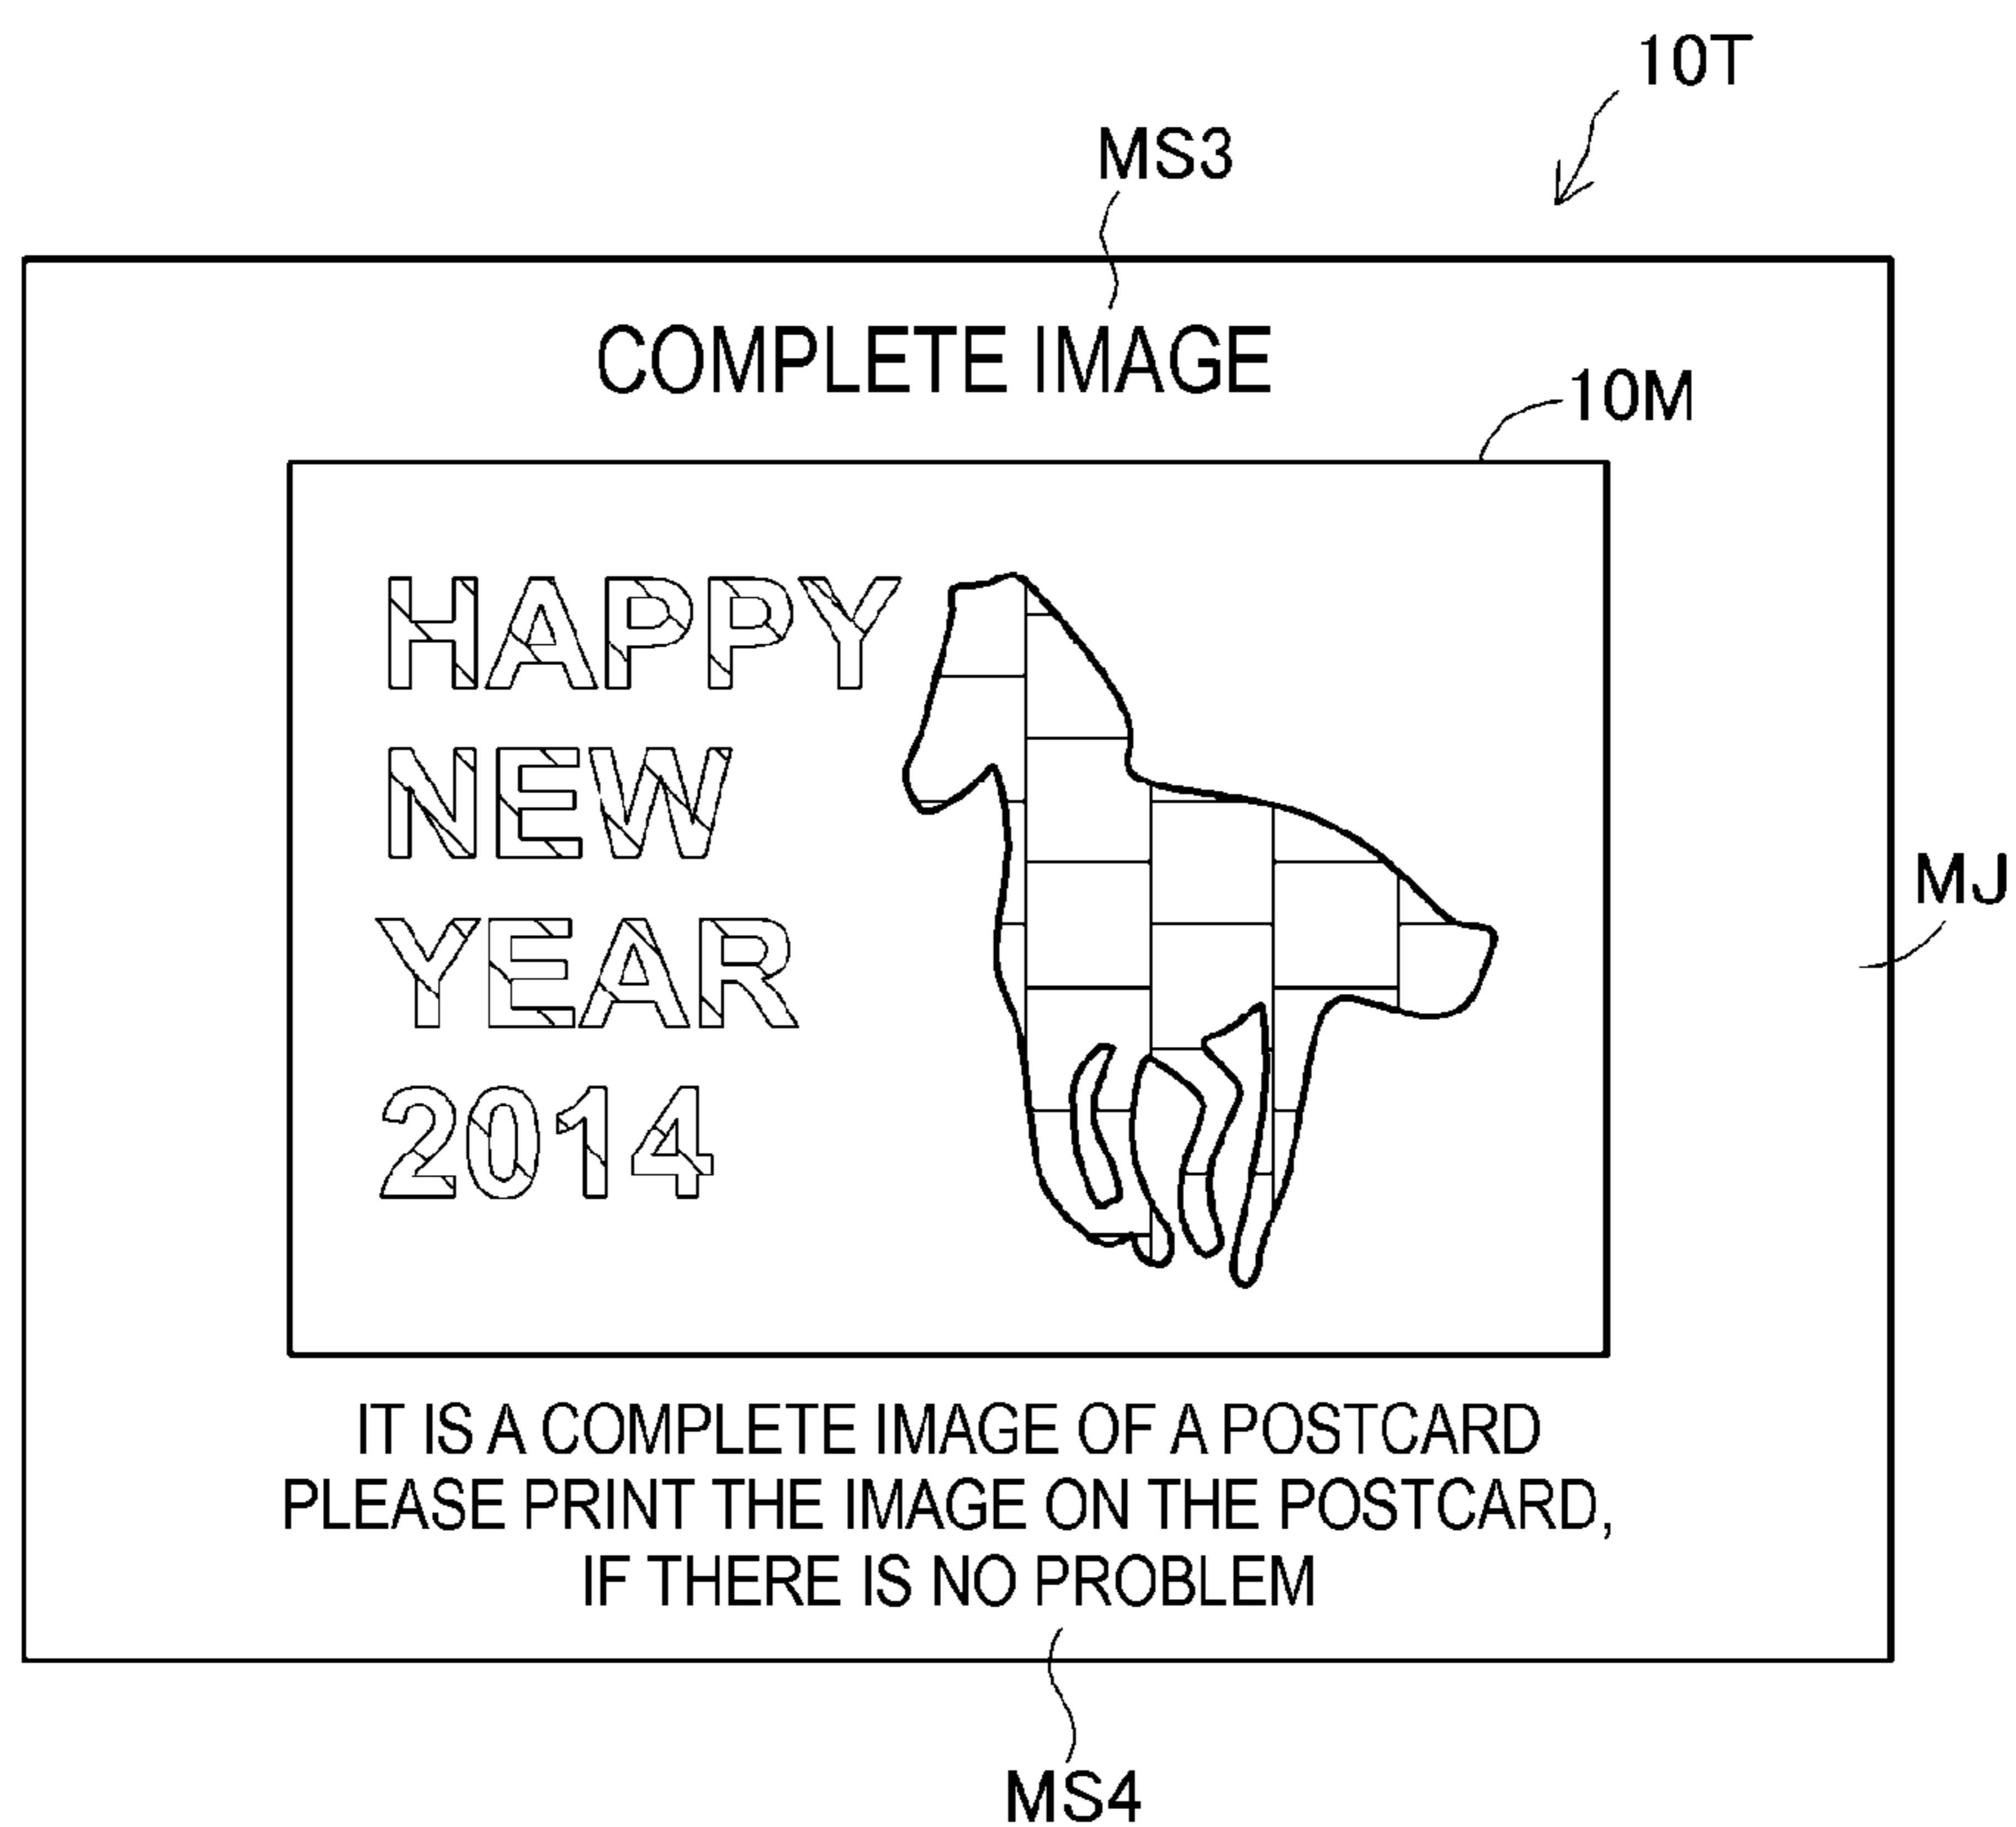 10T
MS3
COMPLETE IMAGE
10M
HAPPY
NEW
YEAR
2014
MJ
IT IS A COMPLETE IMAGE OF A POSTCARD
PLEASE PRINT THE IMAGE ON THE POSTCARD,
IF THERE IS NO PROBLEM
MS4